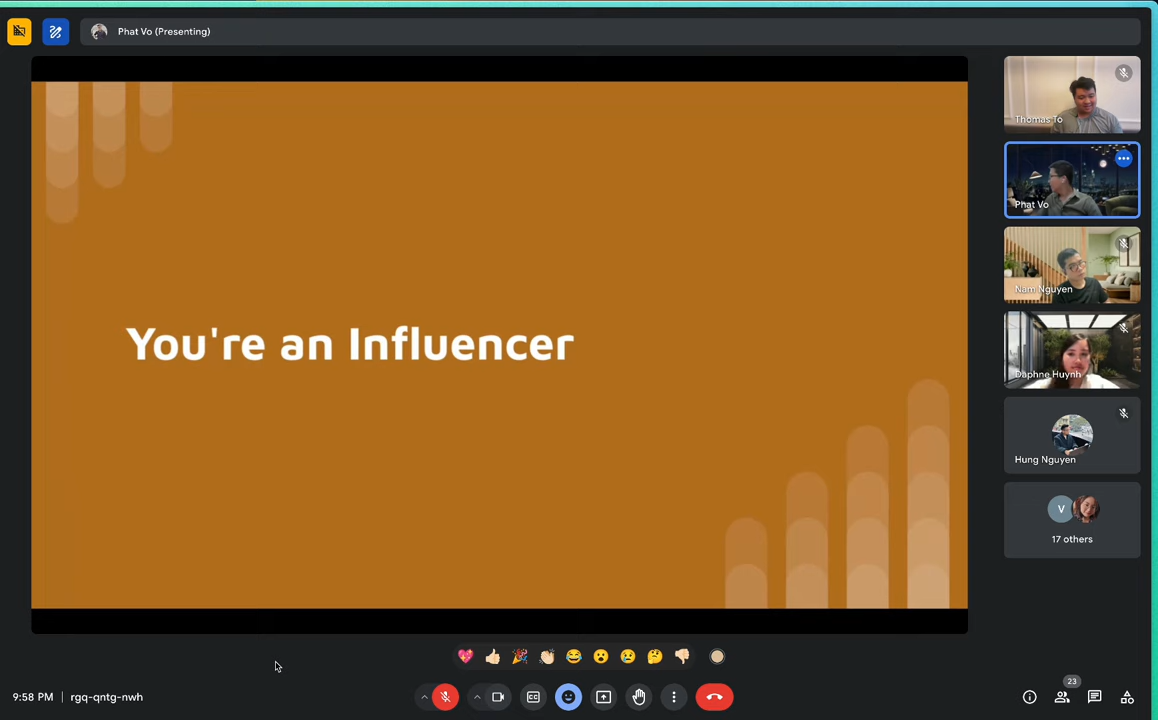 Phat Vo (Presenting)
You're an Influencer
Thomas To
Phat Vo
Nam Nguyen
Daphne Huynh
Hung Nguyen
V
17 others
9:58 PM | rgq-qntg-nwh
CC
23